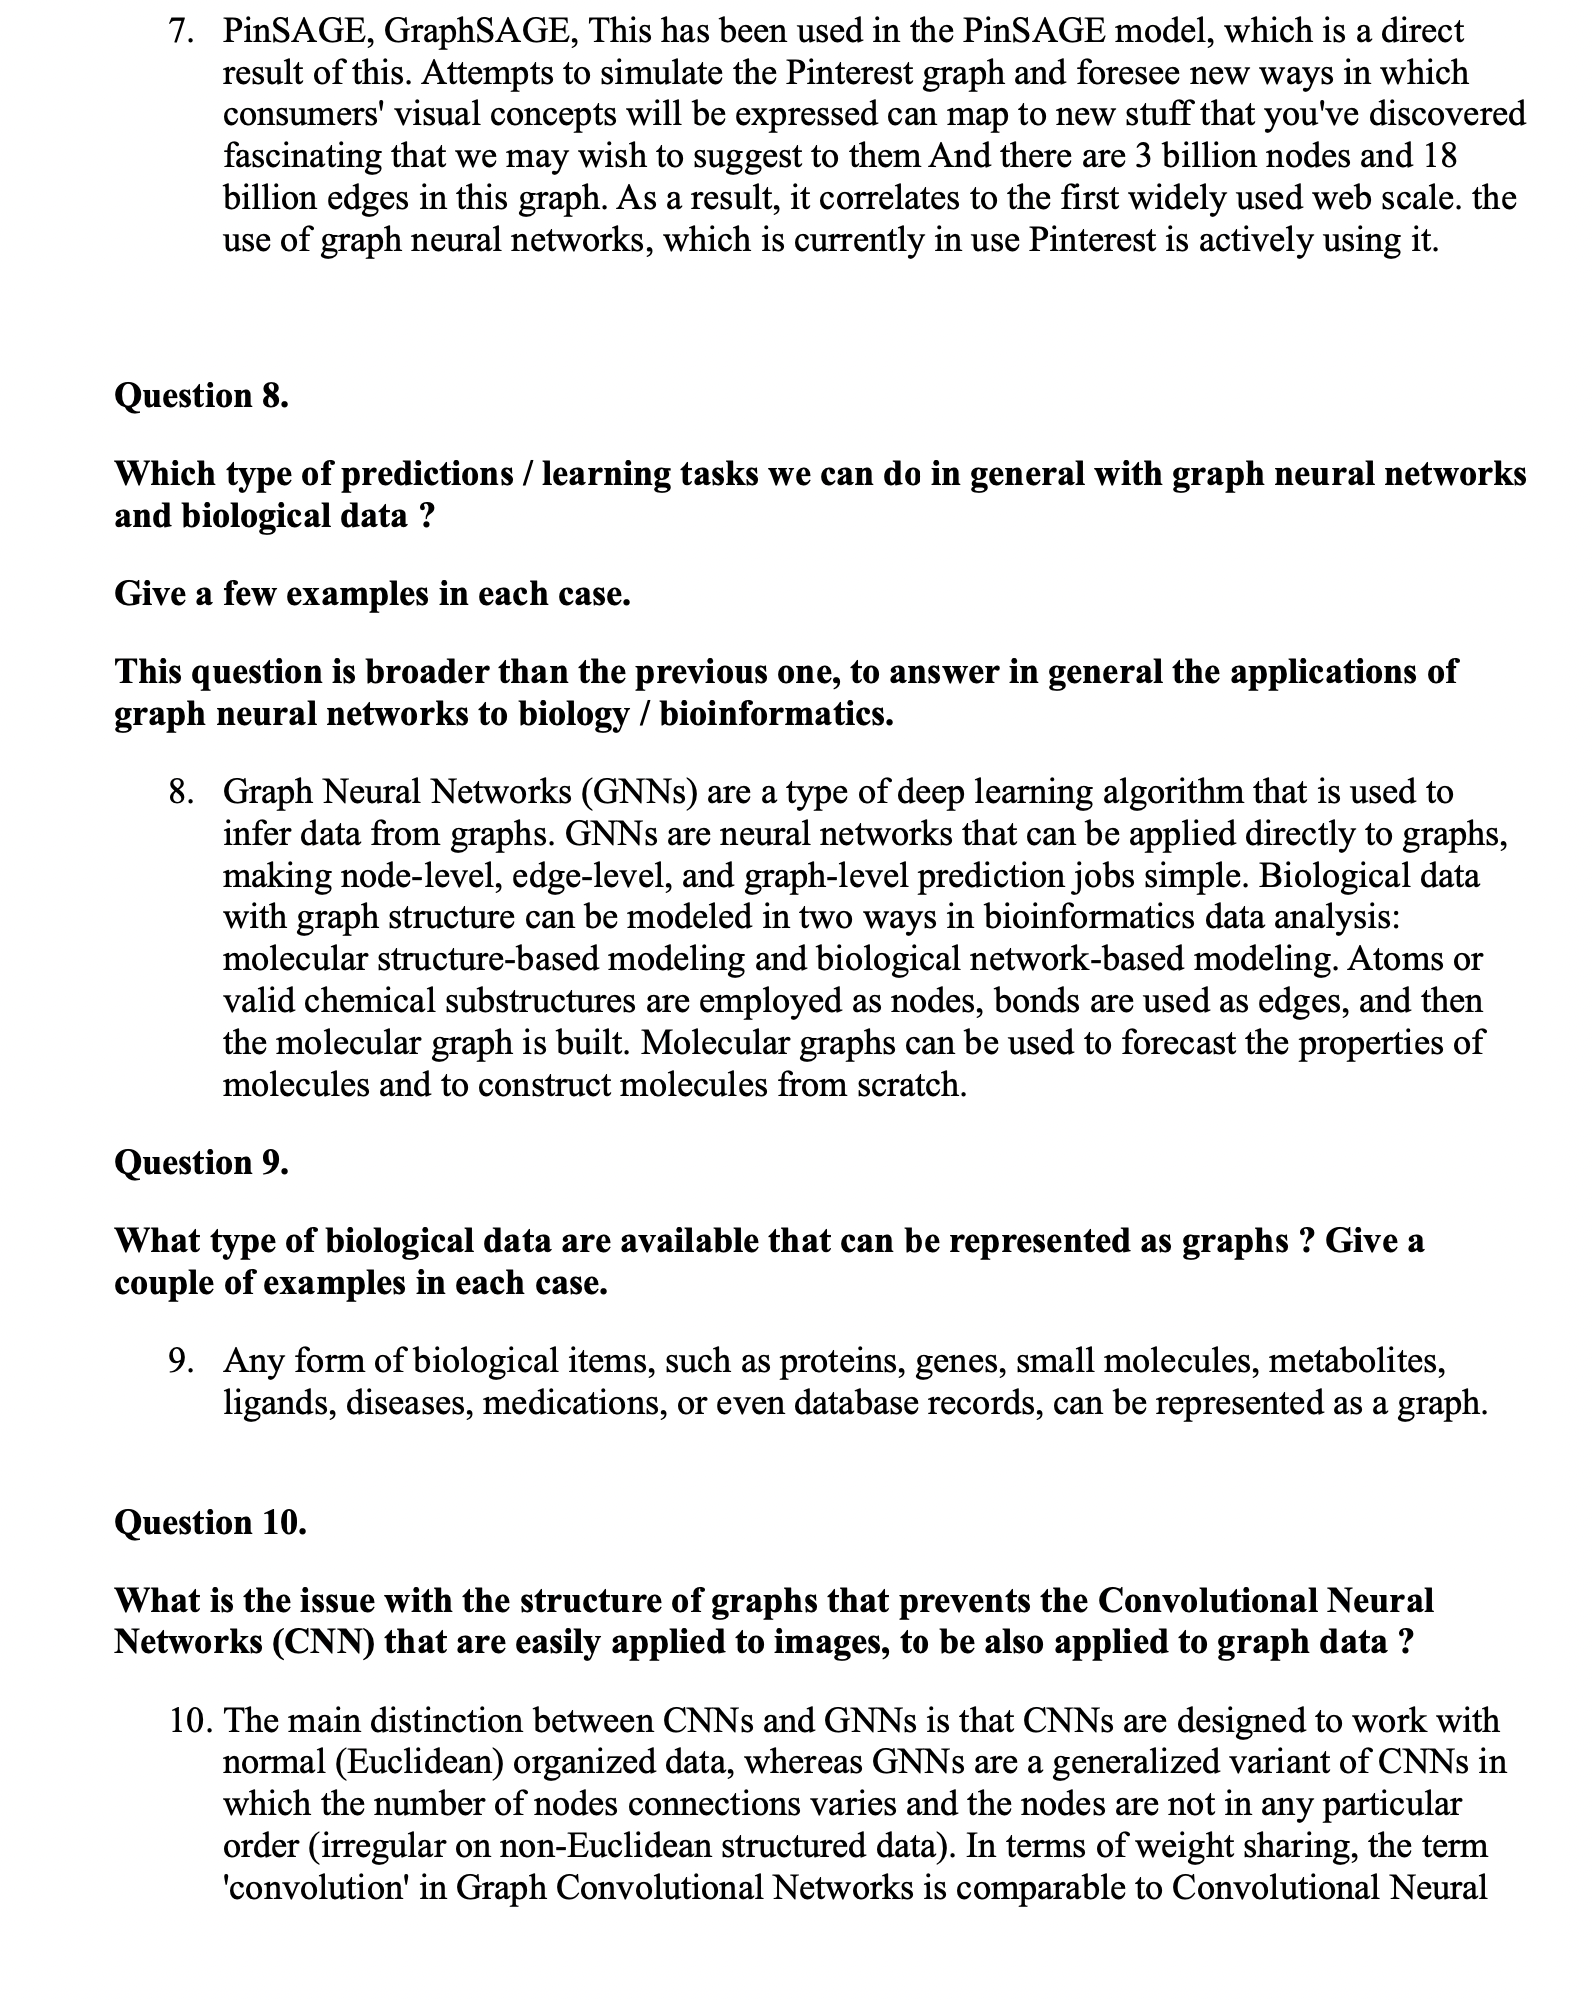 7. PinSAGE, GraphSAGE, This has been used in the PinSAGE model, which is a direct
result of this. Attempts to simulate the Pinterest graph and foresee new ways in which
consumers' visual concepts will be expressed can map to new stuff that you've discovered
fascinating that we may wish to suggest to them And there are 3 billion nodes and 18
billion edges in this graph. As a result, it correlates to the first widely used web scale. the
use of graph neural networks, which is currently in use Pinterest is actively using it.
Question 8.
Which type of predictions / learning tasks we can do in general with graph neural networks
and biological data ?
Give a few examples in each case.
This question is broader than the previous one, to answer in general the applications of
graph neural networks to biology / bioinformatics.
8. Graph Neural Networks (GNNs) are a type of deep learning algorithm that is used to
infer data from graphs. GNNs are neural networks that can be applied directly to graphs,
making node-level, edge-level, and graph-level prediction jobs simple. Biological data
with graph structure can be modeled in two ways in bioinformatics data analysis:
molecular structure-based modeling and biological network-based modeling. Atoms or
valid chemical substructures are employed as nodes, bonds are used as edges, and then
the molecular graph is built. Molecular graphs can be used to forecast the properties of
molecules and to construct molecules from scratch.
Question 9.
What type of biological data are available that can be represented as graphs ? Give a
couple of examples in each case.
9. Any form of biological items, such as proteins, genes, small molecules, metabolites,
ligands, diseases, medications, or even database records, can be represented as a graph.
Question 10.
What is the issue with the structure of graphs that prevents the Convolutional Neural
Networks (CNN) that are easily applied to images, to be also applied to graph data ?
10. The main distinction between CNNs and GNNs is that CNNs are designed to work with
normal (Euclidean) organized data, whereas GNNs are a generalized variant of CNNs in
which the number of nodes connections varies and the nodes are not in any particular
order (irregular on non-Euclidean structured data). In terms of weight sharing, the term
'convolution' in Graph Convolutional Networks is comparable to Convolutional Neural